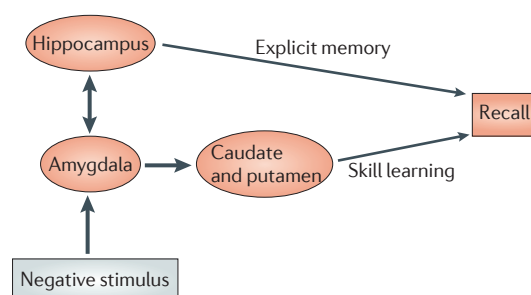 Hippocampus
Explicit memory
Recall
Amygdala
Caudate
and putamen
Skill learning
Negative stimulus